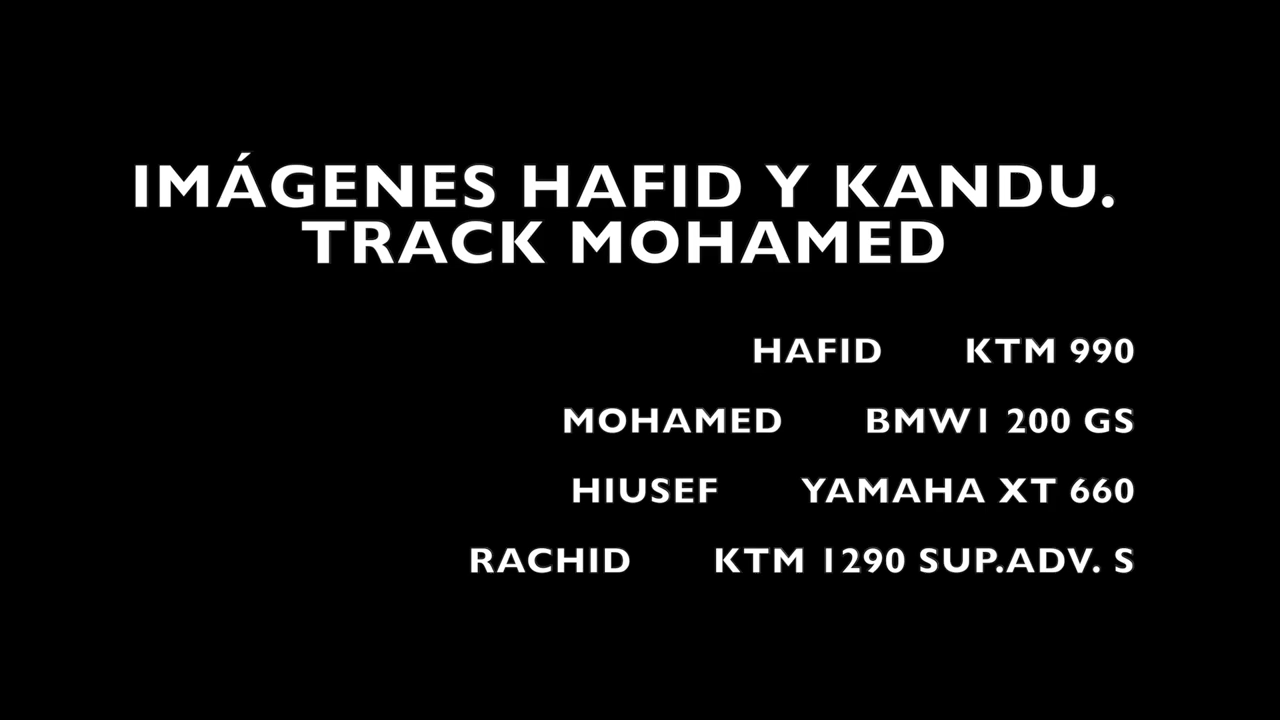 IMÁGENES HAFID Y KANDU.
TRACK MOHAMED
HAFID KTM 990
MOHAMED BMW1 200 GS
HIUSEF YAMAHA XT 660
RACHID KTM 1290 SUP.ADV. S